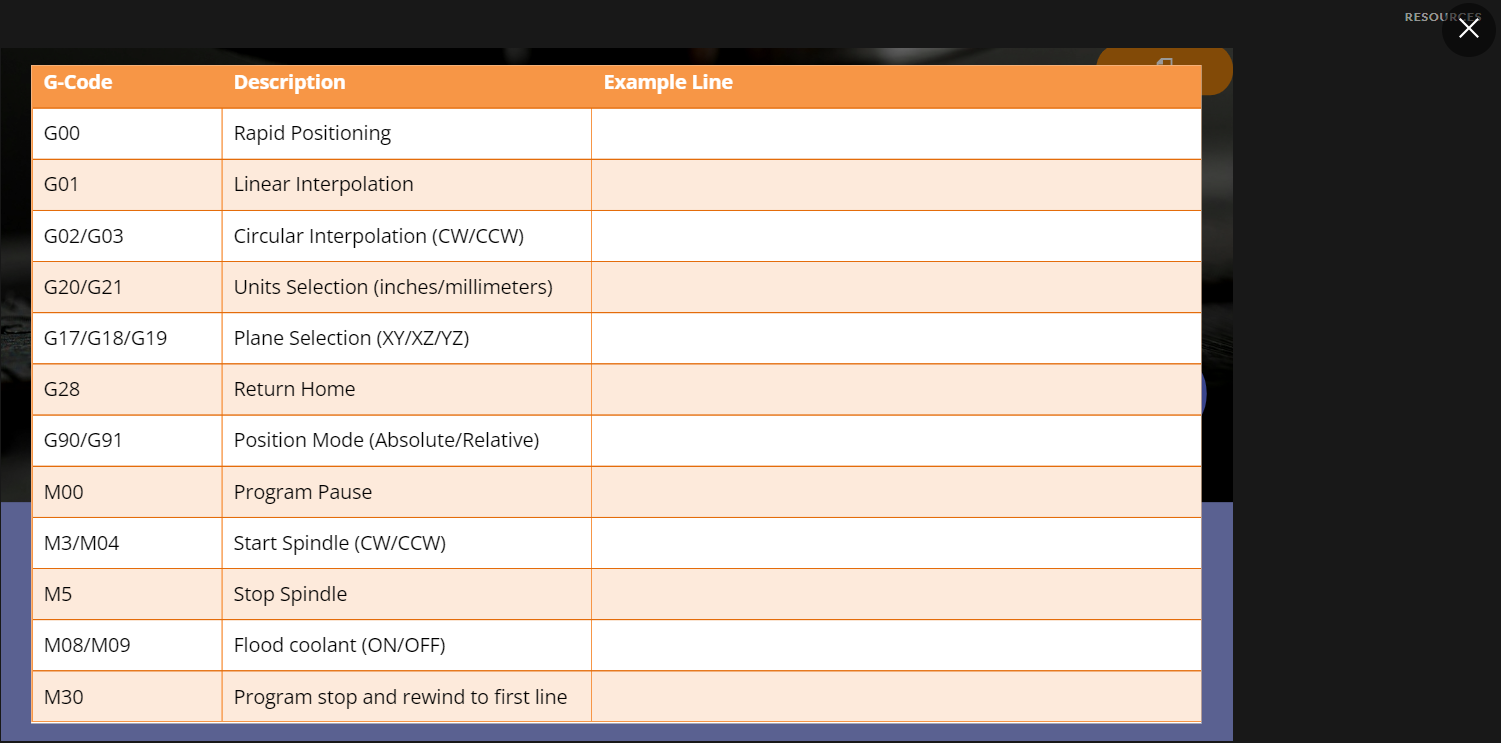 RESOURCES
G-Code Description Example Line
G00 Rapid Positioning
G01 Linear Interpolation
G02/G03 Circular Interpolation (CW/CCW)
G20/G21 Units Selection (inches/millimeters)
G17/G18/G19 Plane Selection (XY/XZ/YZ)
G28 Return Home
G90/G91 Position Mode (Absolute/Relative)
M00 Program Pause
M3/M04 Start Spindle (CW/CCW)
M5 Stop Spindle
M08/M09 Flood coolant (ON/OFF)
M30 Program stop and rewind to first line